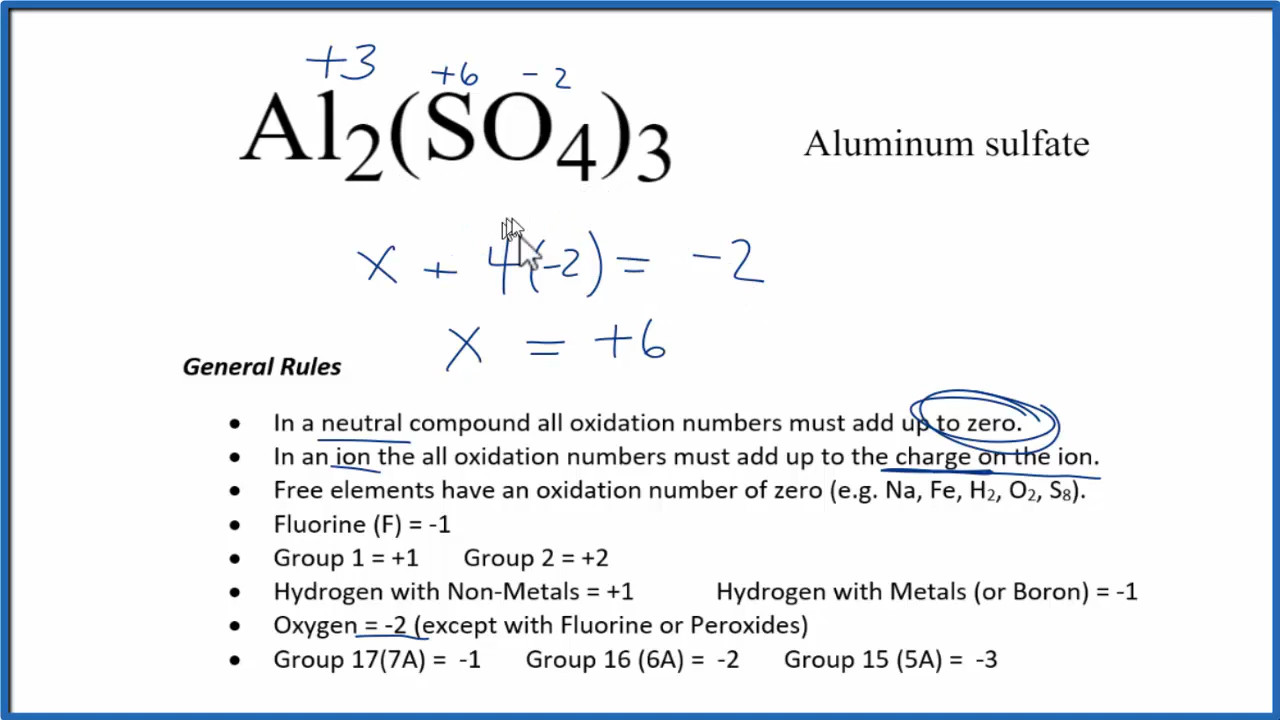 +3 +6 -2
Al₂(SO₄)₃ Aluminum sulfate
x + 4(-2) = -2
x = +6
General Rules
• In a neutral compound all oxidation numbers must add up to zero.
• In an ion the all oxidation numbers must add up to the charge on the ion.
• Free elements have an oxidation number of zero (e.g. Na, Fe, H₂, O₂, S₈).
• Fluorine (F) = -1
• Group 1 = +1 Group 2 = +2
• Hydrogen with Non-Metals = +1 Hydrogen with Metals (or Boron) = -1
• Oxygen = -2 (except with Fluorine or Peroxides)
• Group 17(7A) = -1 Group 16 (6A) = -2 Group 15 (5A) = -3